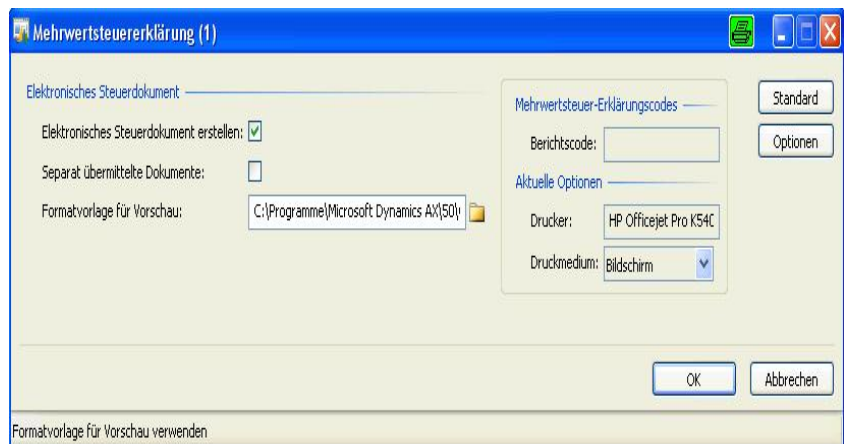 Mehrwertsteuererklärung (1)
Elektronisches Steuerdokument
Elektronisches Steuerdokument erstellen:
Separat übermittelte Dokumente:
Formatvorlage für Vorschau:
C:\Programme\Microsoft Dynamics AX\50\
Mehrwertsteuer-Erklärungscodes
Berichtscode:
Aktuelle Optionen
Drucker:
HP Officejet Pro K54
Druckmedium:
Bildschirm
Standard
Optionen
OK
Abbrechen
Formatvorlage für Vorschau verwenden